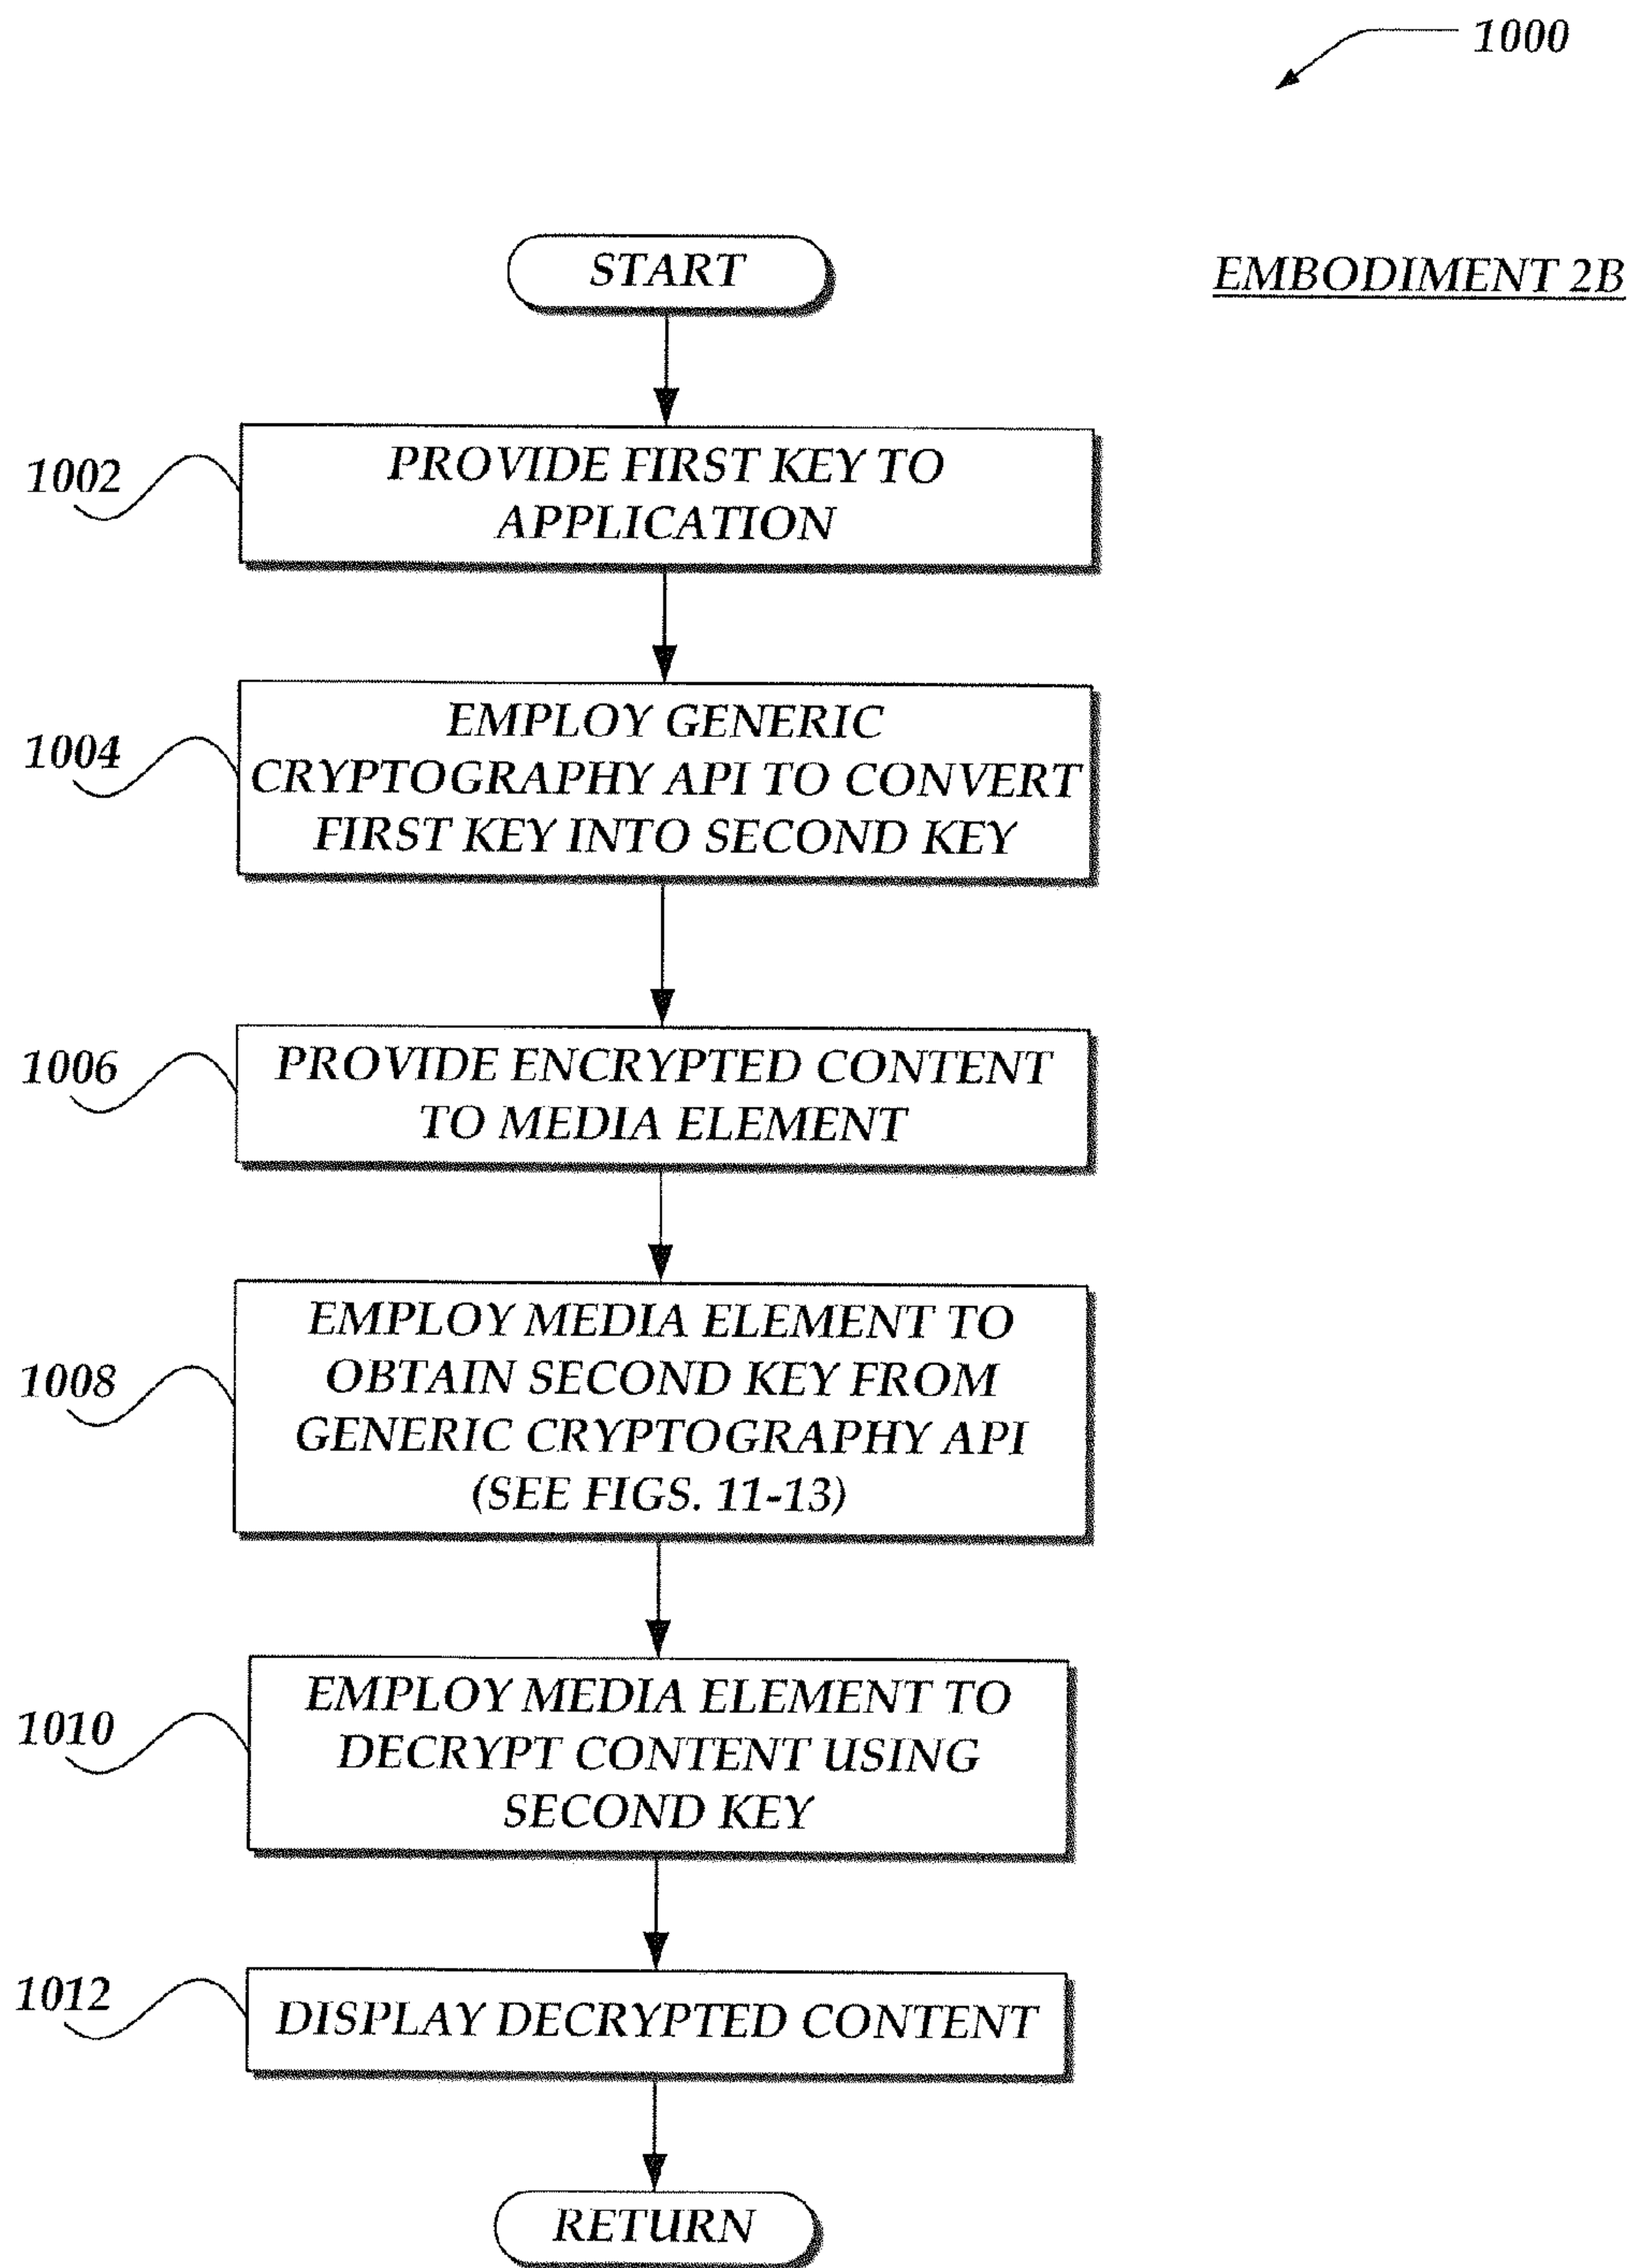 1000
START
EMBODIMENT 2B
1002
PROVIDE FIRST KEY TO
APPLICATION
1004
EMPLOY GENERIC
CRYPTOGRAPHY API TO CONVERT
FIRST KEY INTO SECOND KEY
1006
PROVIDE ENCRYPTED CONTENT
TO MEDIA ELEMENT
1008
EMPLOY MEDIA ELEMENT TO
OBTAIN SECOND KEY FROM
GENERIC CRYPTOGRAPHY API
(SEE FIGS. 11-13)
1010
EMPLOY MEDIA ELEMENT TO
DECRYPT CONTENT USING
SECOND KEY
1012
DISPLAY DECRYPTED CONTENT
RETURN